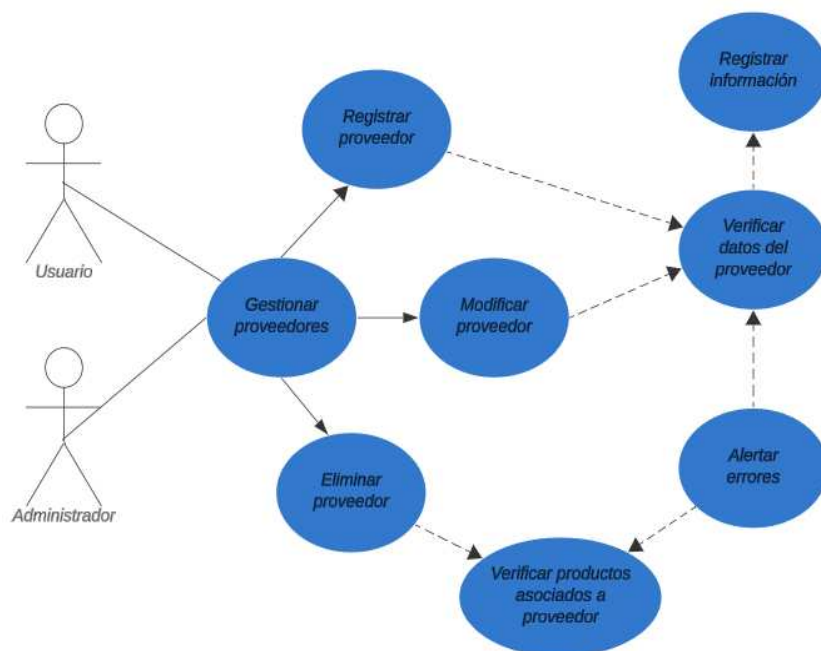 Registrar
información
Registrar
proveedor
Usuario
Verificar
datos del
proveedor
Gestionar
proveedores
Modificar
proveedor
Eliminar
proveedor
Alertar
errores
Administrador
Verificar productos
asociados a
proveedor